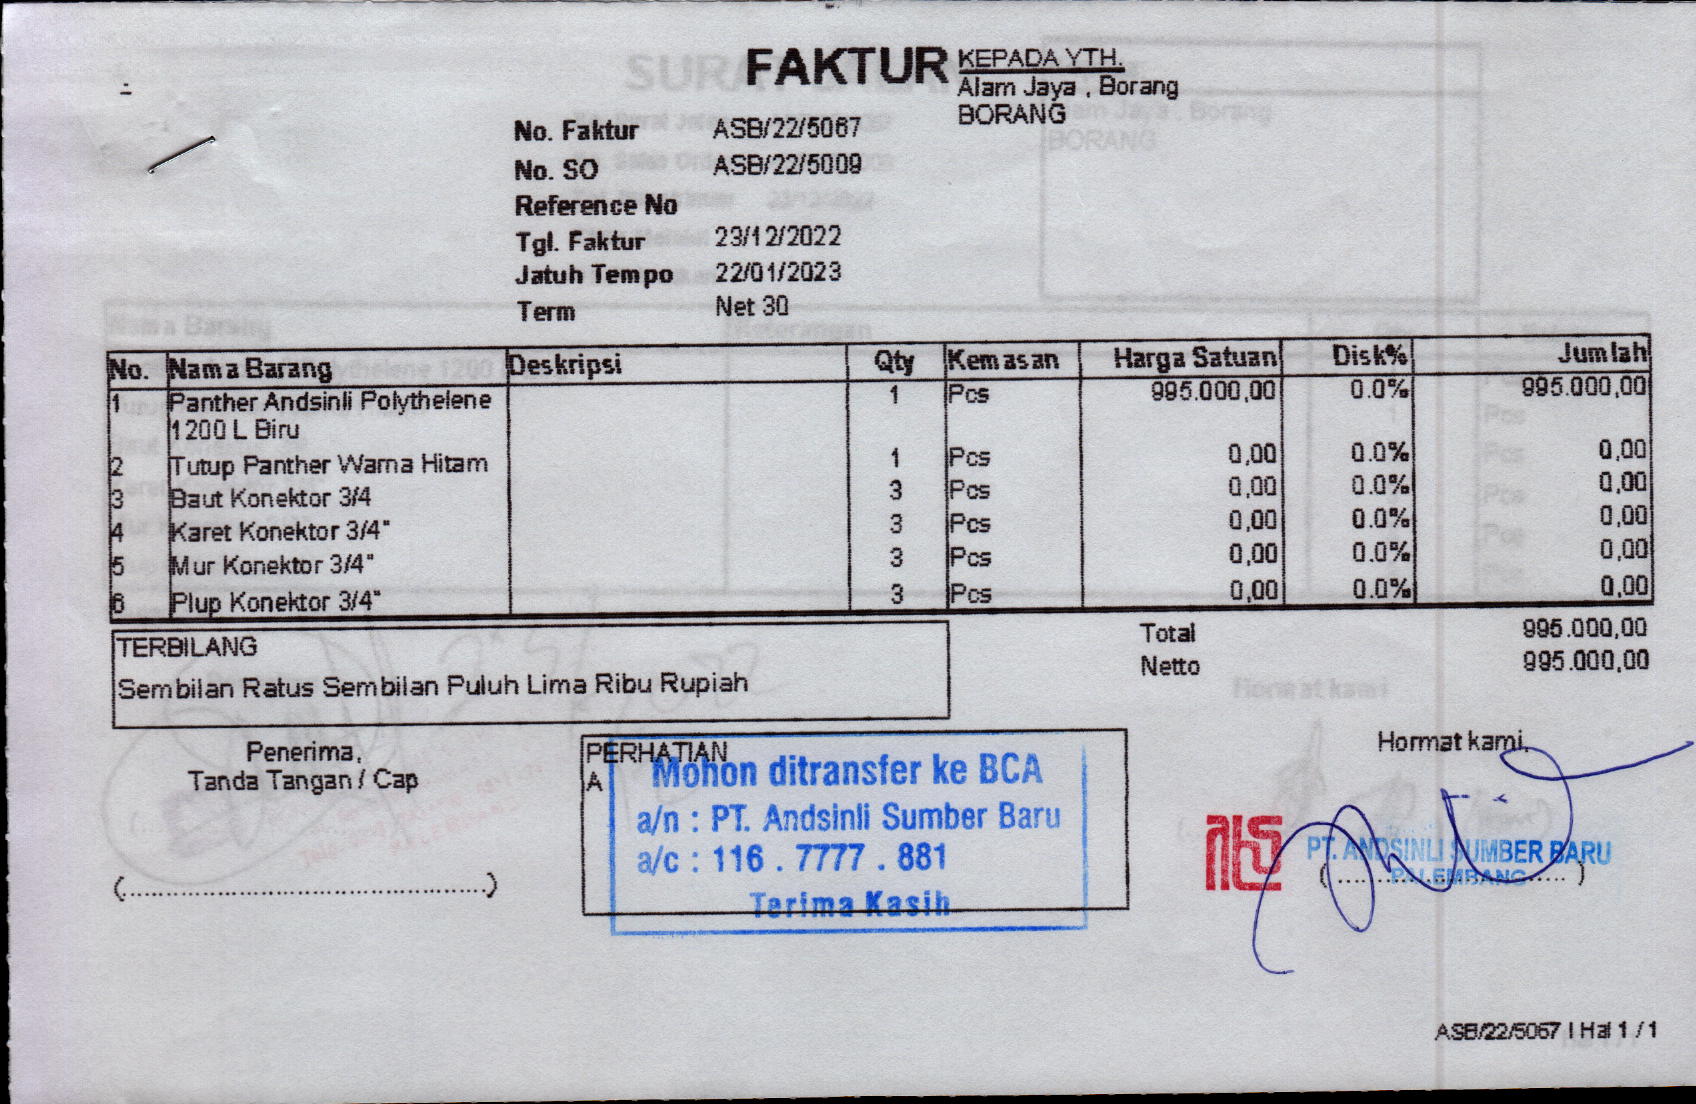 FAKTUR
KEPADA YTH.
Alam Jaya , Borang
BORANG
No. Faktur ASB/22/5067
No. SO ASB/22/5009
Reference No
Tgl. Faktur 23/12/2022
Jatuh Tempo 22/01/2023
Term Net 30
No. Nama Barang Deskripsi Qty Kemasan Harga Satuan Disk% Jumlah
1 Panther Andsinli Polythelene 1 Pcs 995.000,00 0.0% 995.000,00
1200 L Biru
2 Tutup Panther Warna Hitam 1 Pcs 0,00 0.0% 0,00
3 Baut Konektor 3/4 3 Pcs 0,00 0.0% 0,00
4 Karet Konektor 3/4" 3 Pcs 0,00 0.0% 0,00
5 Mur Konektor 3/4" 3 Pcs 0,00 0.0% 0,00
6 Plup Konektor 3/4" 3 Pcs 0,00 0.0% 0,00
Total 995.000,00
Netto 995.000,00
TERBILANG
Sembilan Ratus Sembilan Puluh Lima Ribu Rupiah
Penerima,
Tanda Tangan / Cap
(..............................................)
PERHATIAN
A
Mohon ditransfer ke BCA
a/n : PT. Andsinli Sumber Baru
a/c : 116 . 7777 . 881
Terima Kasih
Hormat kami,
PT. ANDSINLI SUMBER BARU
PALEMBANG
ASB/22/5067 | Hal 1 / 1